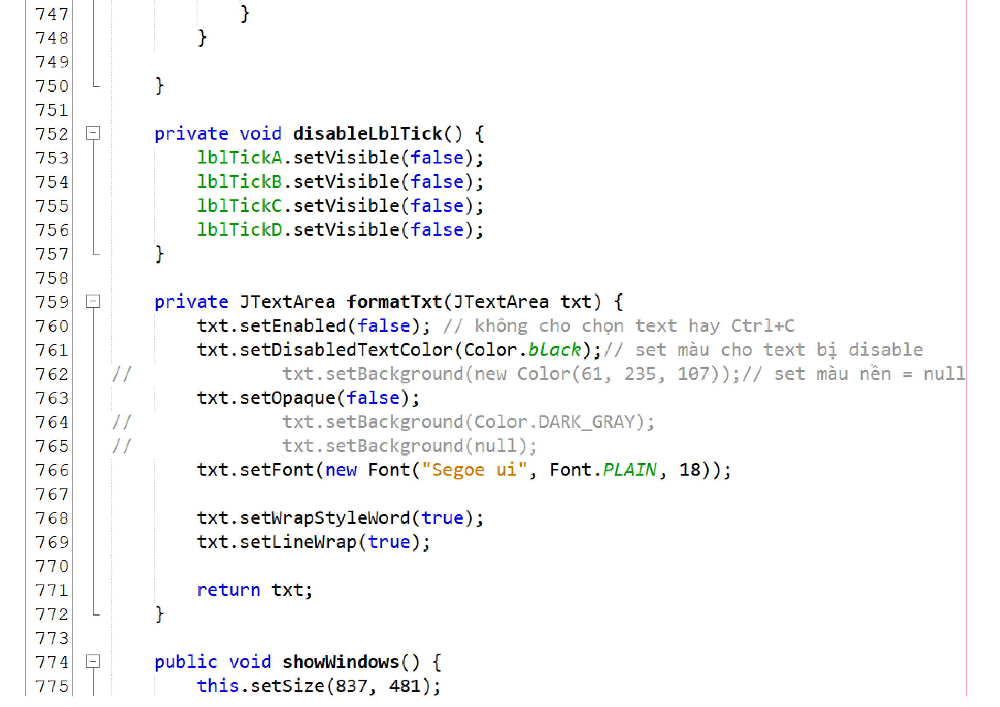 747                 }
748             }
749
750         }
751
752         private void disableLblTick() {
753             lblTickA.setVisible(false);
754             lblTickB.setVisible(false);
755             lblTickC.setVisible(false);
756             lblTickD.setVisible(false);
757         }
758
759         private JTextArea formatTxt(JTextArea txt) {
760             txt.setEnabled(false); // không cho chọn text hay Ctrl+C
761             txt.setDisabledTextColor(Color.black);// set màu cho text bị disable
762     //              txt.setBackground(new Color(61, 235, 107));// set màu nền = null
763             txt.setOpaque(false);
764     //              txt.setBackground(Color.DARK_GRAY);
765     //              txt.setBackground(null);
766             txt.setFont(new Font("Segoe ui", Font.PLAIN, 18));
767
768             txt.setWrapStyleWord(true);
769             txt.setLineWrap(true);
770
771             return txt;
772         }
773
774         public void showWindows() {
775             this.setSize(837, 481);